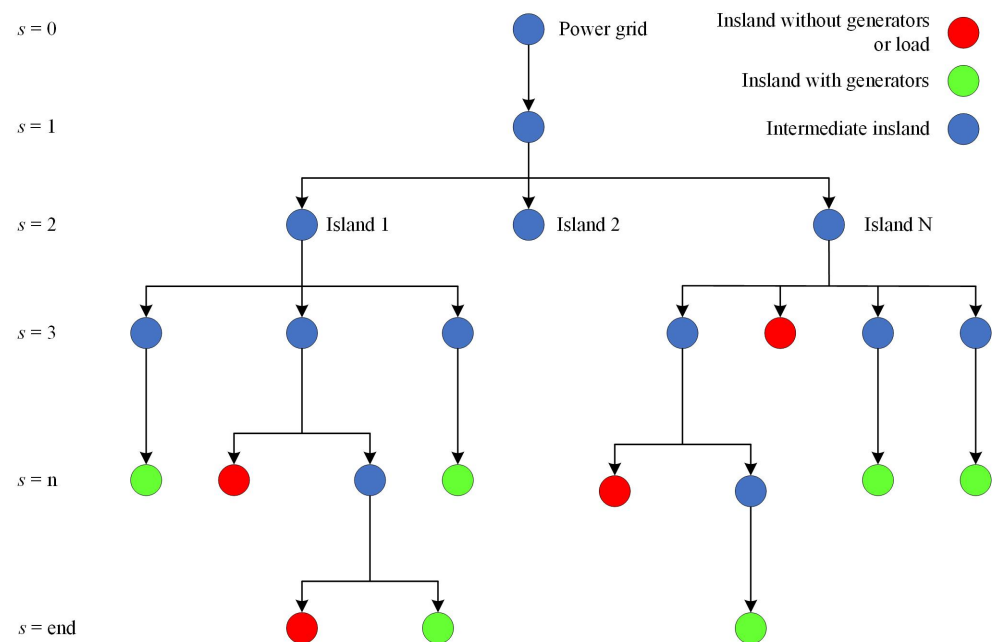 s = 0
Power grid
Insland without generators
or load
Insland with generators
s = 1
Intermediate insland
s = 2
Island 1
Island 2
Island N
s = 3
s = n
s = end